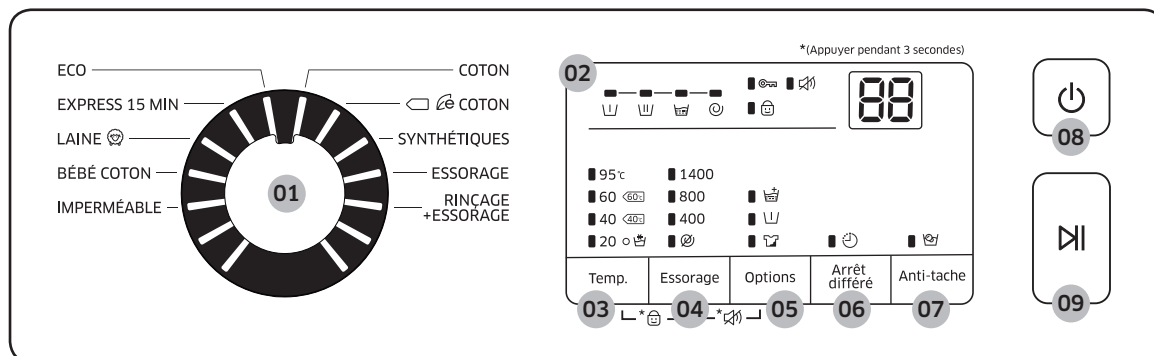 *(Appuyer pendant 3 secondes)
ECO
EXPRESS 15 MIN
LAINE
BÉBÉ COTON
IMPERMÉABLE
COTON
e COTON
SYNTHÉTIQUES
ESSORAGE
RINÇAGE
+ESSORAGE
01
02
88
95℃ 1400
60 60℃ 800
40 40℃ 400
20
Temp.
Essorage
Options
Arrêt
différé
Anti-tache
03
04
05
06
07
* *
08
09